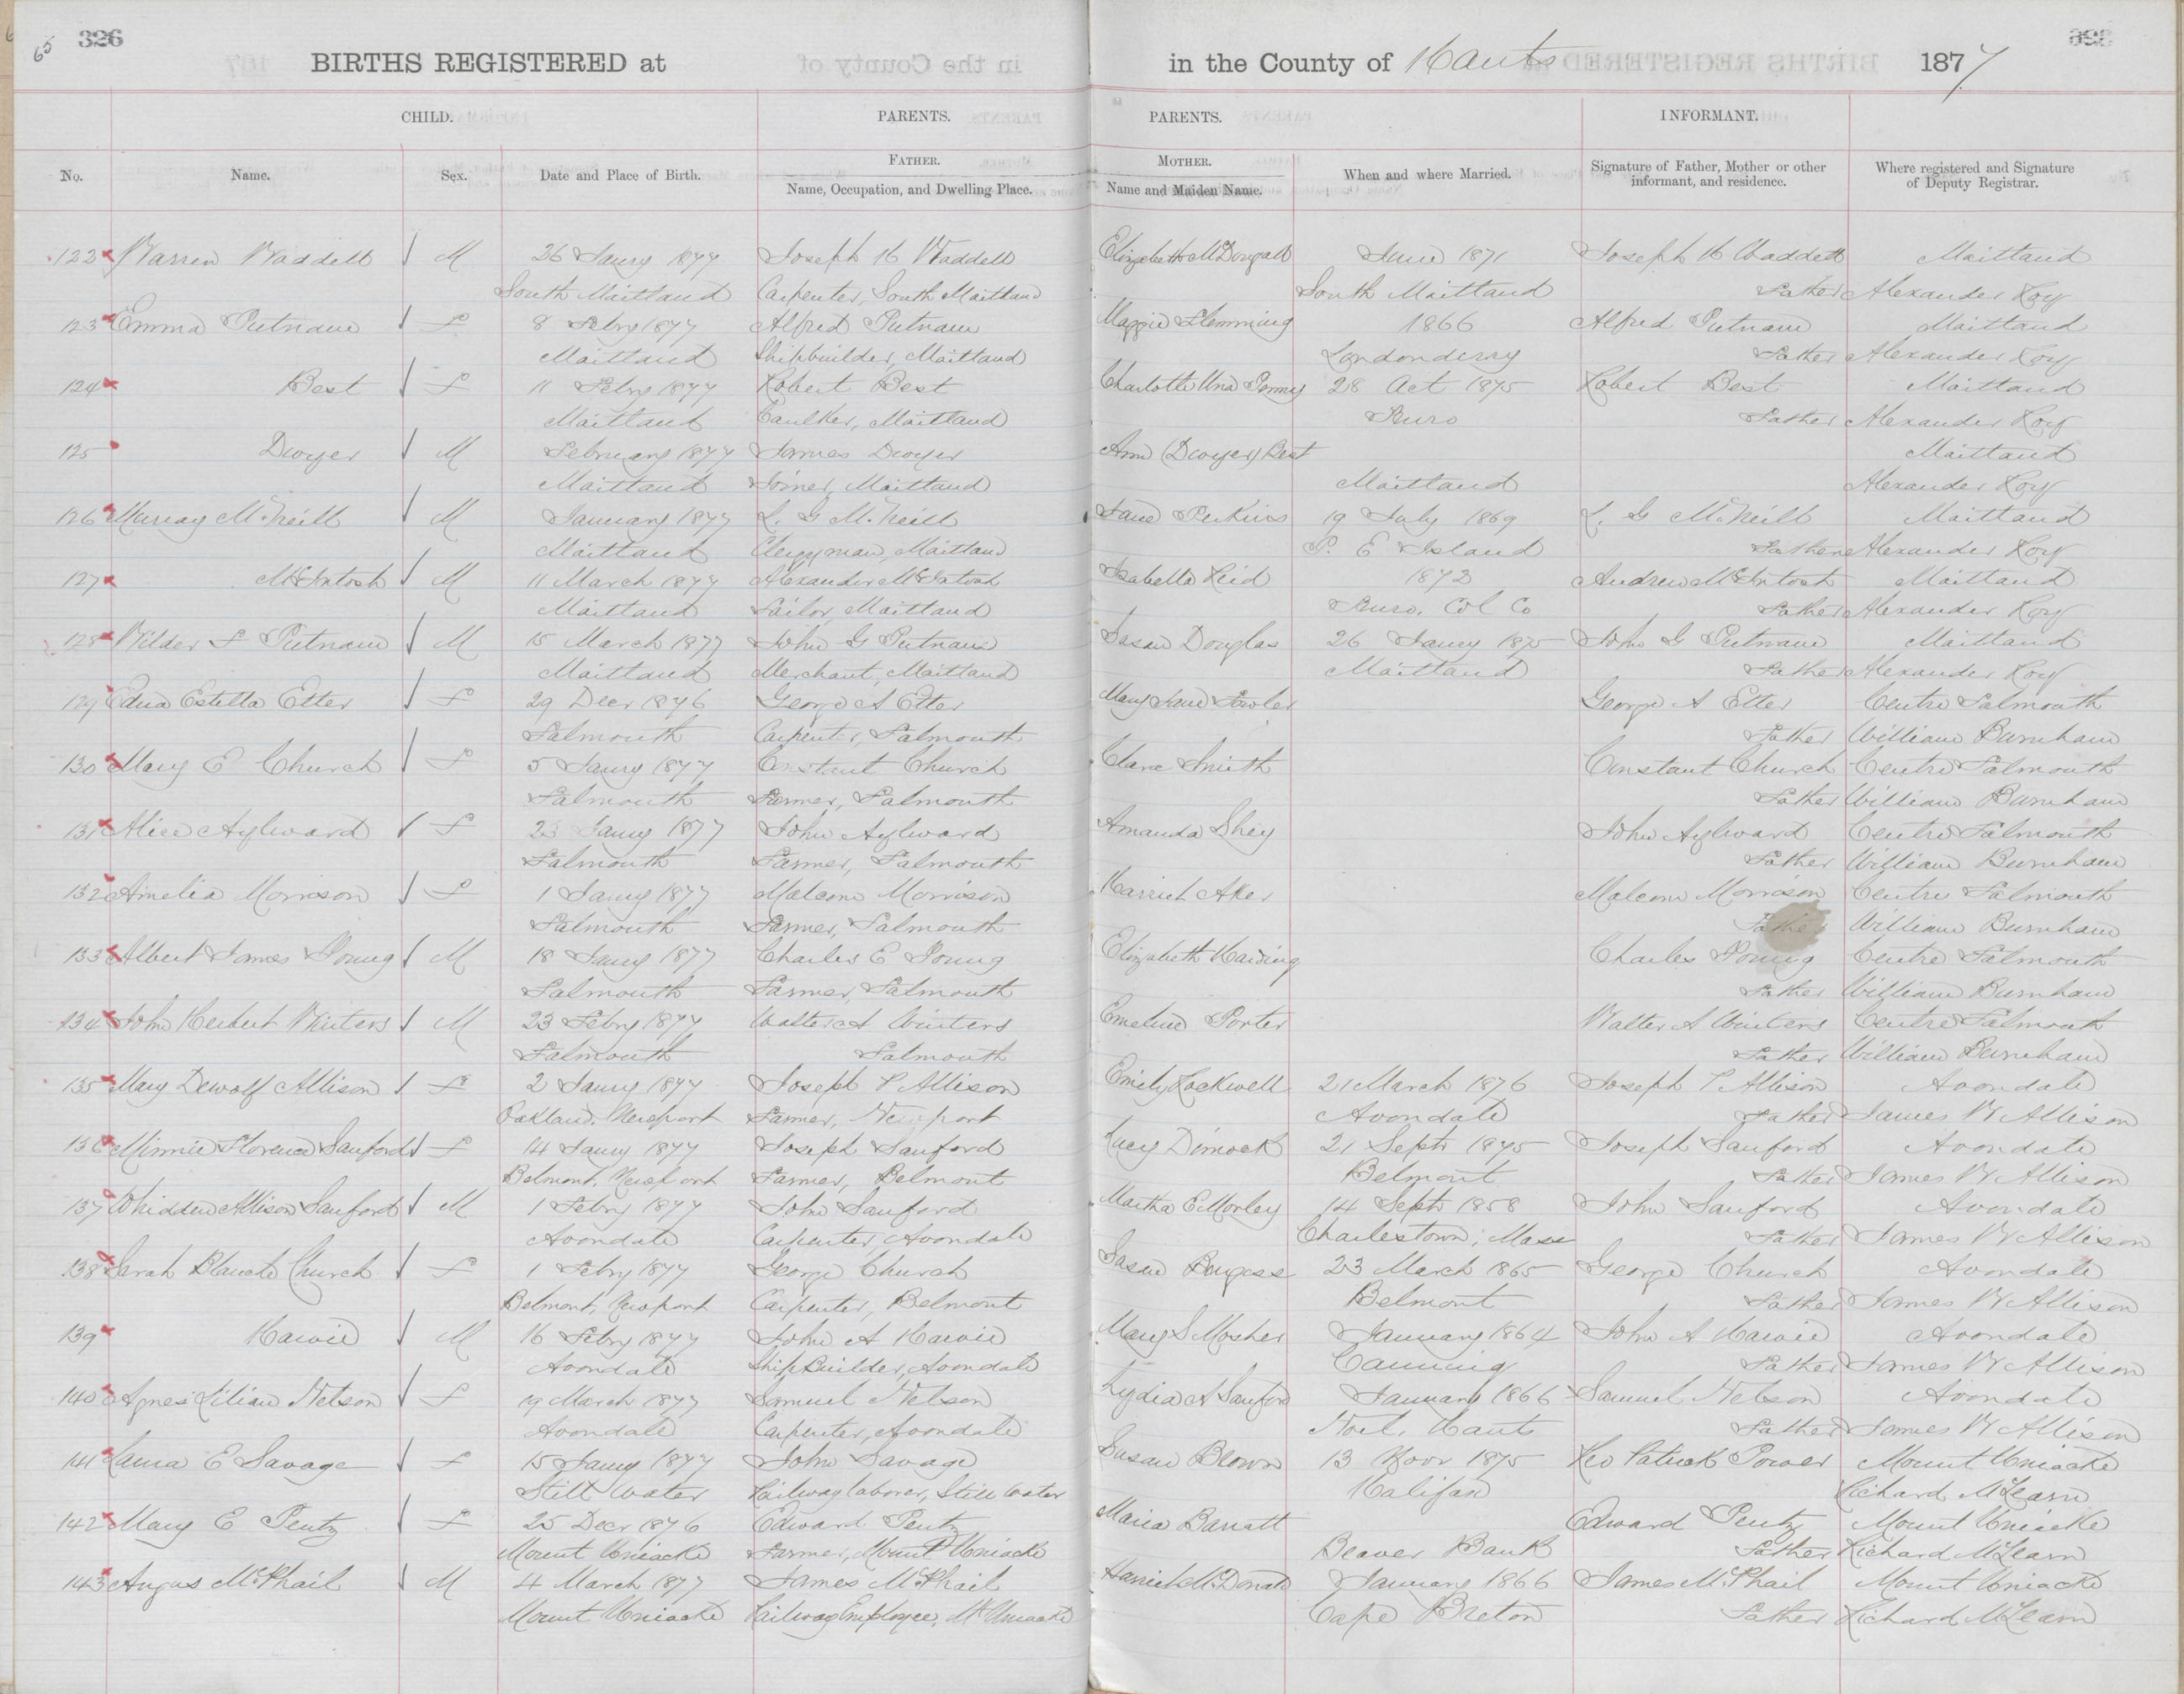 65
326
BIRTHS REGISTERED at
in the County of Hants
1877
CHILD.
PARENTS.
PARENTS.
INFORMANT.
No.
Name.
Sex.
Date and Place of Birth.
FATHER.
Name, Occupation, and Dwelling Place.
MOTHER.
Name and Maiden Name.
When and where Married.
Signature of Father, Mother or other
informant, and residence.
Where registered and Signature
of Deputy Registrar.
122 Warren Waddell M 26 Jany 1877 Joseph H Waddell Elizabeth McDougall June 1871 Joseph H Waddell Maitland
South Maitland Carpenter, South Maitland South Maitland Father Alexander Roy
123 Emma Putnam F 8 Febry 1877 Alfred Putnam Maggie Flemming 1866 Alfred Putnam Maitland
Maitland Shipbuilder, Maitland Londonderry Father Alexander Roy
124 Best F 11 Febry 1877 Robert Best Charlotte Una 28 Oct 1875 Robert Best Maitland
Maitland Caulker, Maitland Truro Father Alexander Roy
125 Dwyer M February 1877 James Dwyer Ann (Dwyer) Best Maitland
Maitland Joiner, Maitland Maitland Alexander Roy
126 Murray McNeill M January 1877 L. G McNeill Jane Perkins 19 July 1869 L. G McNeill Maitland
Maitland Clergyman, Maitland P. E Island Father Alexander Roy
127 McIntosh M 11 March 1877 Alexander McIntosh Isabella Reid 1872 Andrew McIntosh Maitland
Maitland Sailor, Maitland Truro, Col Co Father Alexander Roy
128 Wilder F Putnam M 15 March 1877 John G Putnam Susan Douglas 26 Jany 1875 John G Putnam Maitland
Maitland Merchant, Maitland Maitland Father Alexander Roy
129 Edna Estella Etter F 29 Decr 1876 George A Etter Mary Jane Fowler George A Etter Centre Falmouth
Falmouth Carpenter, Falmouth Father William Burnham
130 Mary E Church F 5 Jany 1877 Constant Church Clara Smith Constant Church Centre Falmouth
Falmouth Farmer, Falmouth Father William Burnham
131 Alice Aylward F 23 Jany 1877 John Aylward Amanda Shey John Aylward Centre Falmouth
Falmouth Farmer, Falmouth Father William Burnham
132 Amelia Morrison F 1 Jany 1877 Malcom Morrison Harriet Aker Malcom Morrison Centre Falmouth
Falmouth Farmer, Falmouth Father William Burnham
133 Albert James Young M 18 Jany 1877 Charles E Young Elizabeth Harding Charles Young Centre Falmouth
Falmouth Farmer, Falmouth Father William Burnham
134 John Herbert Winters M 23 Febry 1877 Walter A Winters Emeline Porter Walter A Winters Centre Falmouth
Falmouth Falmouth Father William Burnham
135 Mary Dewolf Allison F 2 Jany 1877 Joseph P Allison Emily Lockwell 21 March 1876 Joseph P Allison Avondale
Oakland, Newport Farmer, Newport Avondale Father James W Allison
136 Minnie Florence Sanford F 14 Jany 1877 Joseph Sanford Lucy Dimock 21 Septr 1875 Joseph Sanford Avondale
Belmont, Newport Farmer, Belmont Belmont Father James W Allison
137 Whidden Allison Sanford M 1 Febry 1877 John Sanford Martha E Morley 14 Septr 1858 John Sanford Avondale
Avondale Carpenter, Avondale Charlestown, Mass Father James W Allison
138 Sarah Blanche Church F 1 Febry 1877 George Church Susan Burgess 23 March 1865 George Church Avondale
Belmont, Newport Carpenter, Belmont Belmont Father James W Allison
139 Harvie M 16 Febry 1877 John A Harvie Mary S Mosher January 1864 John A Harvie Avondale
Avondale Shipbuilder, Avondale Canning Father James W Allison
140 Agnes Lilian Nelson F 19 March 1877 Samuel Nelson Lydia A Sanford January 1866 Samuel Nelson Avondale
Avondale Carpenter, Avondale Noel, Hants Father James W Allison
141 Laura E Savage F 15 Jany 1877 John Savage Susan Brown 13 Novr 1875 Rev Patrick Power Mount Uniacke
Still Water Railway laborer, Still Water Halifax Richard McLearn
142 Mary E Pentz F 25 Decr 1876 Edward Pentz Maria Barratt Edward Pentz Mount Uniacke
Mount Uniacke Farmer, Mount Uniacke Beaver Bank Father Richard McLearn
143 Angus McPhail M 4 March 1877 James McPhail Harriet McDonald January 1866 James McPhail Mount Uniacke
Mount Uniacke Railway Employee, Mt Uniacke Cape Breton Father Richard McLearn